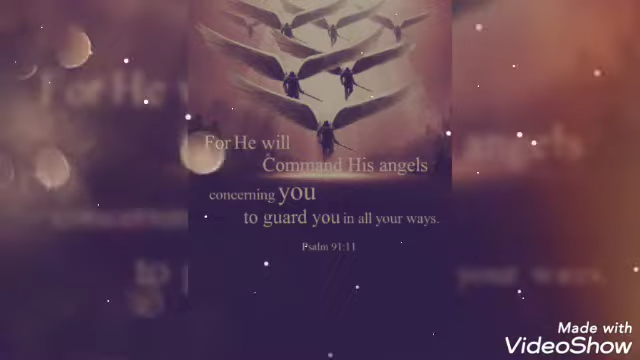 For He will
Command His angels
concerning you
to guard you in all your ways.
Psalm 91:11
Made with
VideoShow